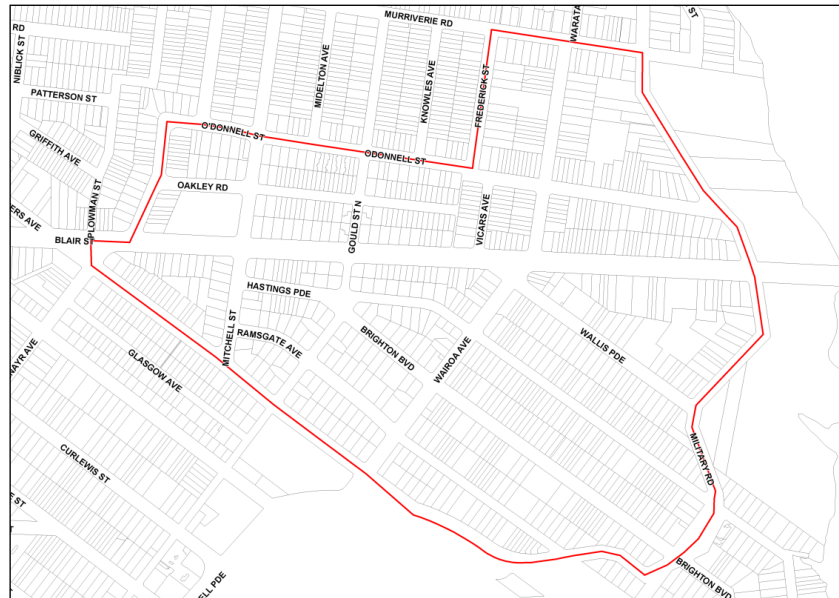 MURRIVERIE RD
RD
NIBLICK ST
MIDELTON AVE
KNOWLES AVE
FREDERICK ST
WARATA
ST
PATTERSON ST
GRIFFITH AVE
O'DONNELL ST
ODONNELL ST
PLOWMAN ST
OAKLEY RD
ERS AVE
BLAIR ST
GOULD ST N
VICARS AVE
HASTINGS PDE
MITCHELL ST
RAMSGATE AVE
BRIGHTON BVD
WAIROA AVE
WALLIS PDE
NAYR AVE
GLASGOW AVE
CURLEWIS ST
MILITARY RD
E ST
T
ELL PDE
BRIGHTON BVD